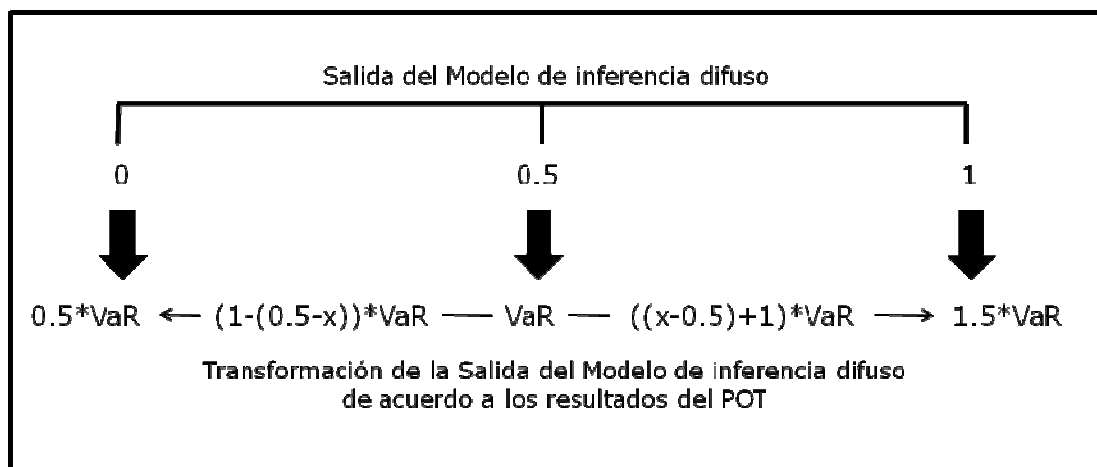 Salida del Modelo de inferencia difuso
0 0.5 1
0.5*VaR ← (1-(0.5-x))*VaR — VaR — ((x-0.5)+1)*VaR → 1.5*VaR
Transformación de la Salida del Modelo de inferencia difuso
de acuerdo a los resultados del POT